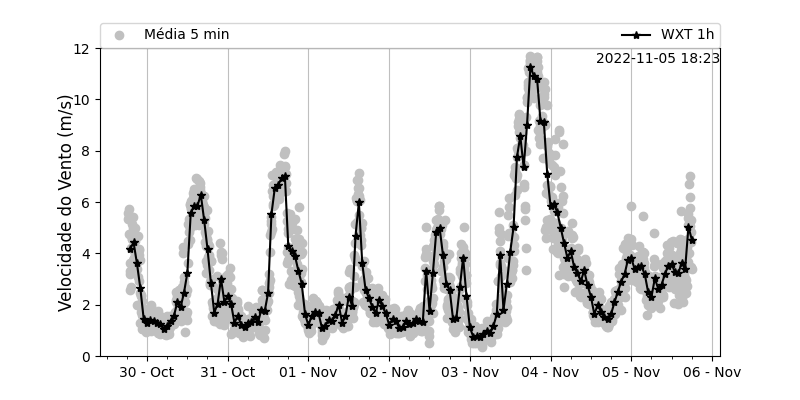 Média 5 min
WXT 1h
2022-11-05 18:23
Velocidade do Vento (m/s)
12
10
8
6
4
2
0
30 - Oct
31 - Oct
01 - Nov
02 - Nov
03 - Nov
04 - Nov
05 - Nov
06 - Nov